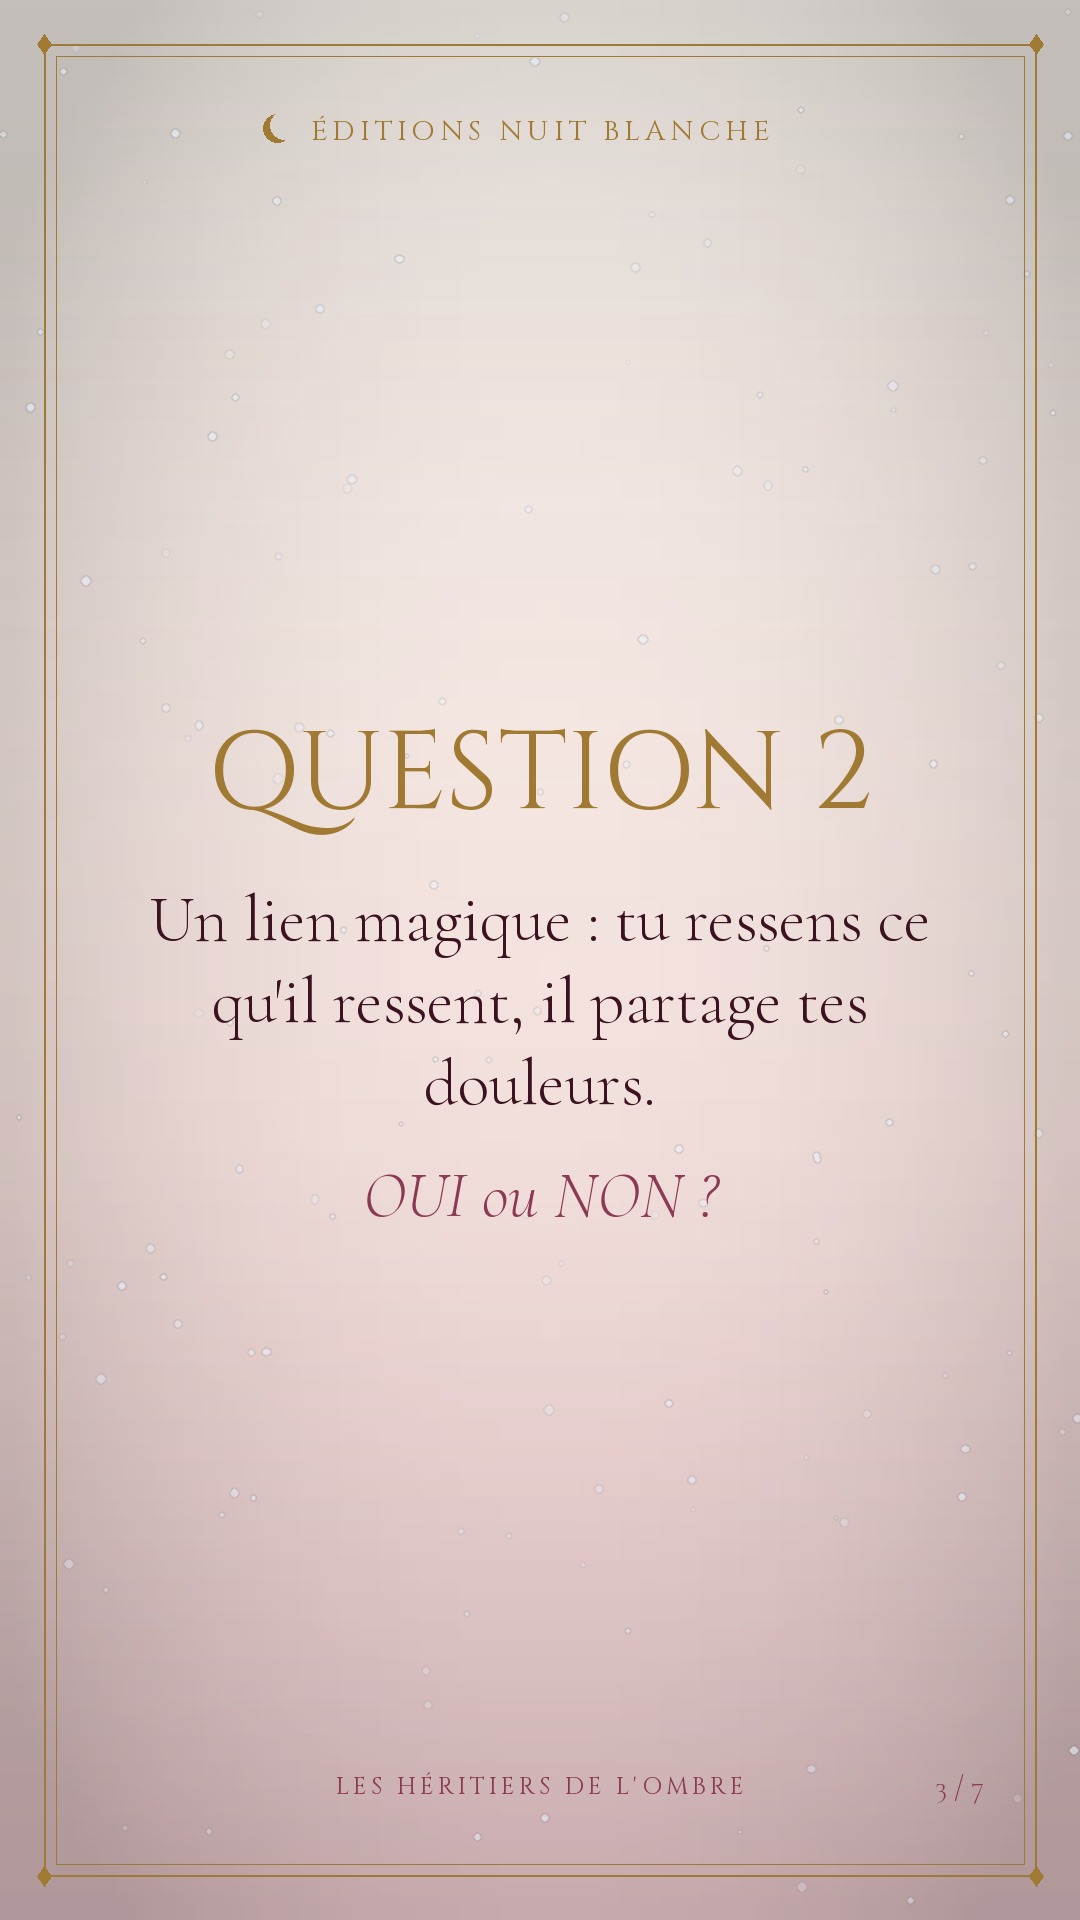 ÉDITIONS NUIT BLANCHE
QUESTION 2
Un lien magique : tu ressens ce
qu'il ressent, il partage tes
douleurs.
OUI ou NON ?
LES HÉRITIERS DE L'OMBRE
3/7